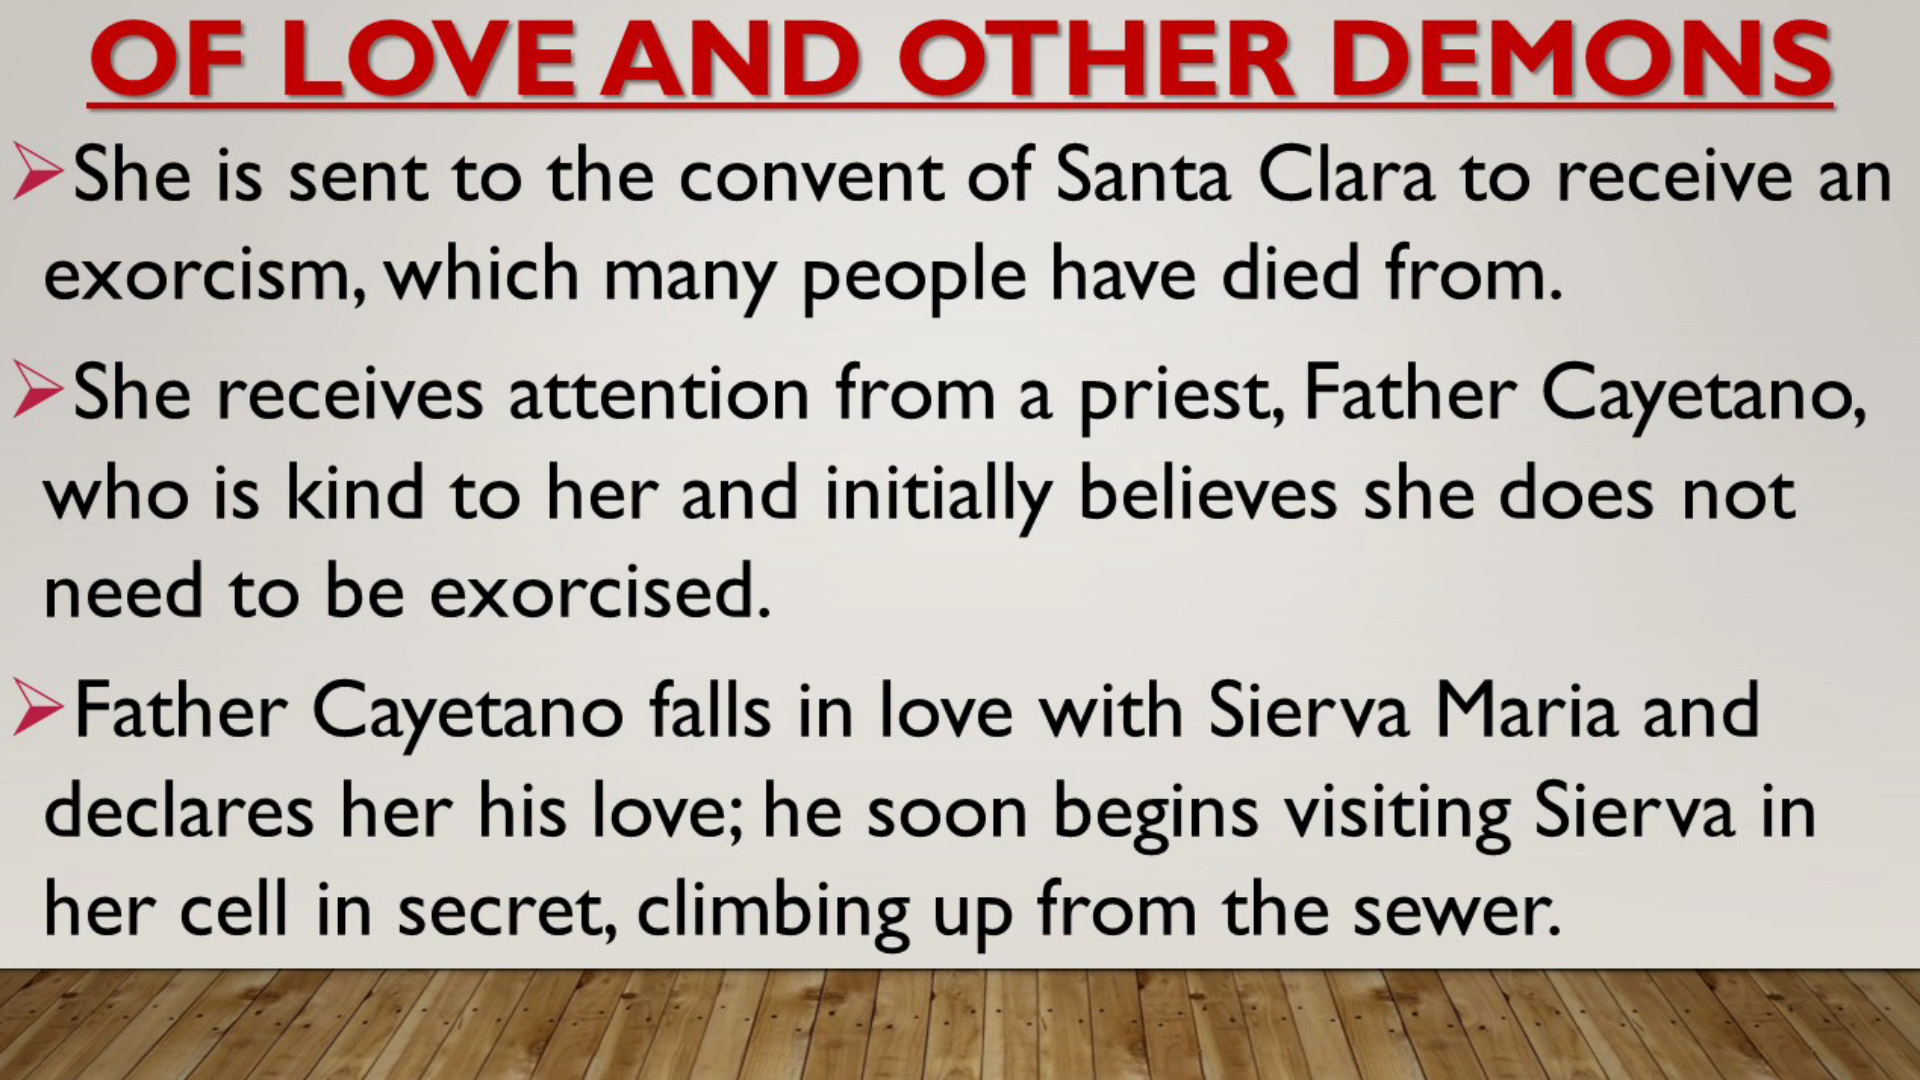 OF LOVE AND OTHER DEMONS
➢She is sent to the convent of Santa Clara to receive an
exorcism, which many people have died from.
➢She receives attention from a priest, Father Cayetano,
who is kind to her and initially believes she does not
need to be exorcised.
➢Father Cayetano falls in love with Sierva Maria and
declares her his love; he soon begins visiting Sierva in
her cell in secret, climbing up from the sewer.